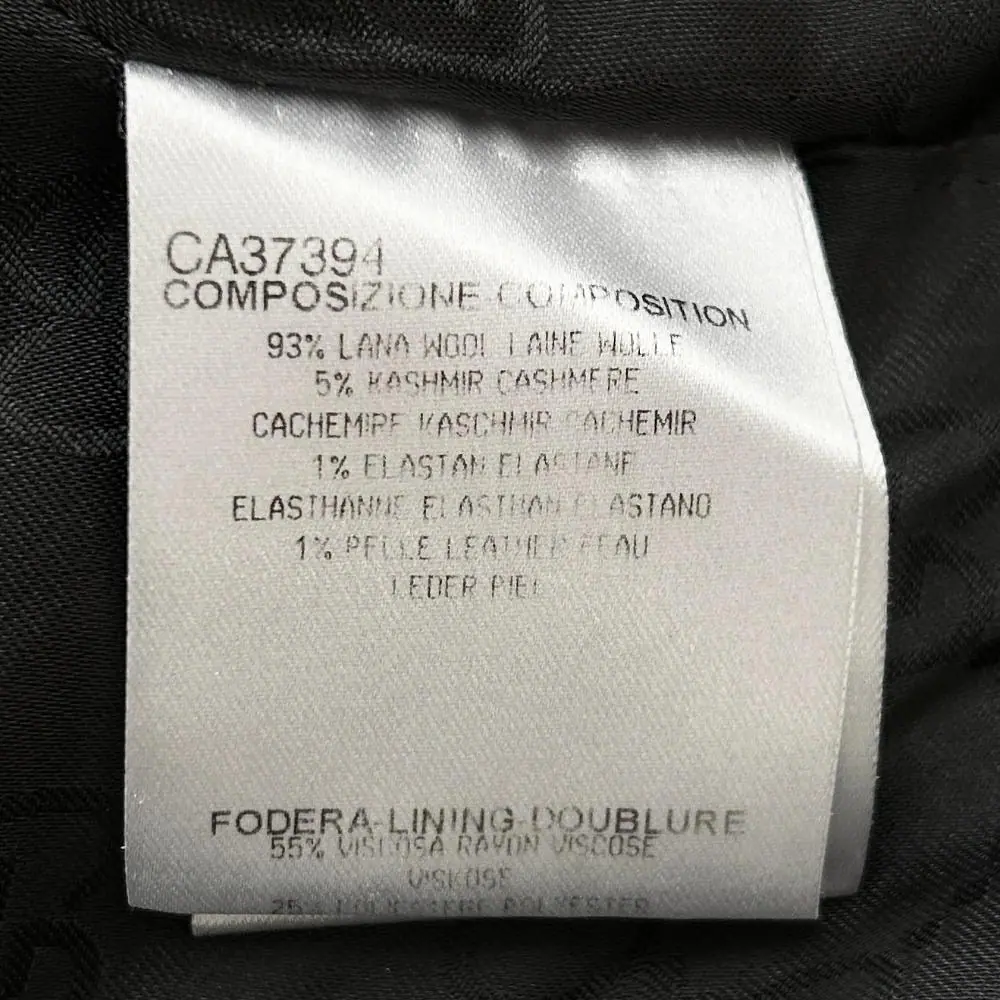 CA37394
COMPOSIZIONE-COMPOSITION
93% LANA WOOL LAINE WOLLE
5% KASHMIR CASHMERE
CACHEMIRE KASCHMIR CACHEMIR
1% ELASTAN ELASTANE
ELASTHANNE ELASTHAN ELASTANO
1% PELLE LEATHER PEAU
LEDER PIEL
FODERA-LINING-DOUBLURE
55% VISCOSA RAYON VISCOSE
VISKOSE
POLYESTER